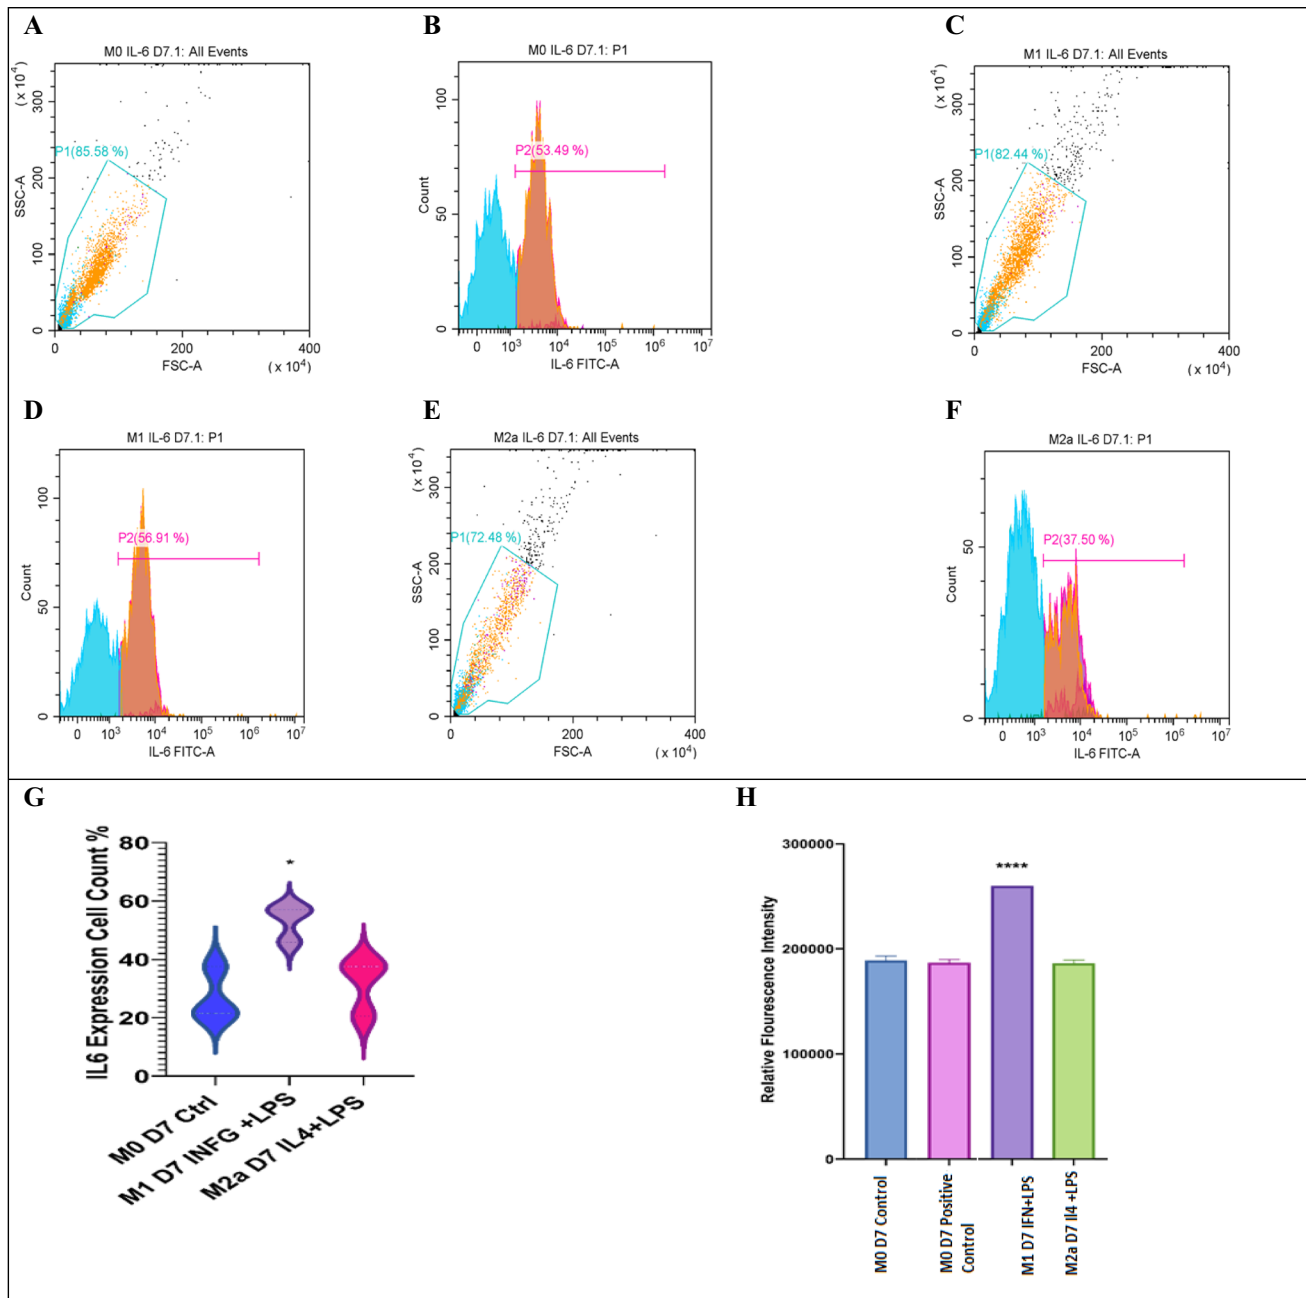 A
M0 IL-6 D7.1: All Events
(x 10⁴)
300
200
100
0
SSC-A
P1(85.58 %)
0 200 400
FSC-A (x 10⁴)
B
M0 IL-6 D7.1: P1
100
50
0
Count
P2(53.49 %)
0 10³ 10⁴ 10⁵ 10⁶ 10⁷
IL-6 FITC-A
C
M1 IL-6 D7.1: All Events
(x 10⁴)
300
200
100
0
SSC-A
P1(82.44 %)
0 200 400
FSC-A (x 10⁴)
D
M1 IL-6 D7.1: P1
100
50
0
Count
P2(56.91 %)
0 10³ 10⁴ 10⁵ 10⁶ 10⁷
IL-6 FITC-A
E
M2a IL-6 D7.1: All Events
(x 10⁴)
300
200
100
0
SSC-A
P1(72.48 %)
0 200 400
FSC-A (x 10⁴)
F
M2a IL-6 D7.1: P1
50
0
Count
P2(37.50 %)
0 10³ 10⁴ 10⁵ 10⁶ 10⁷
IL-6 FITC-A
G
IL6 Expression Cell Count %
80
60
40
20
0
*
M0 D7 Ctrl
M1 D7 INFG +LPS
M2a D7 IL4+LPS
H
Relative Flourescence Intensity
300000
200000
100000
0
****
M0 D7 Control
M0 D7 Positive
Control
M1 D7 IFN+LPS
M2a D7 Il4 +LPS